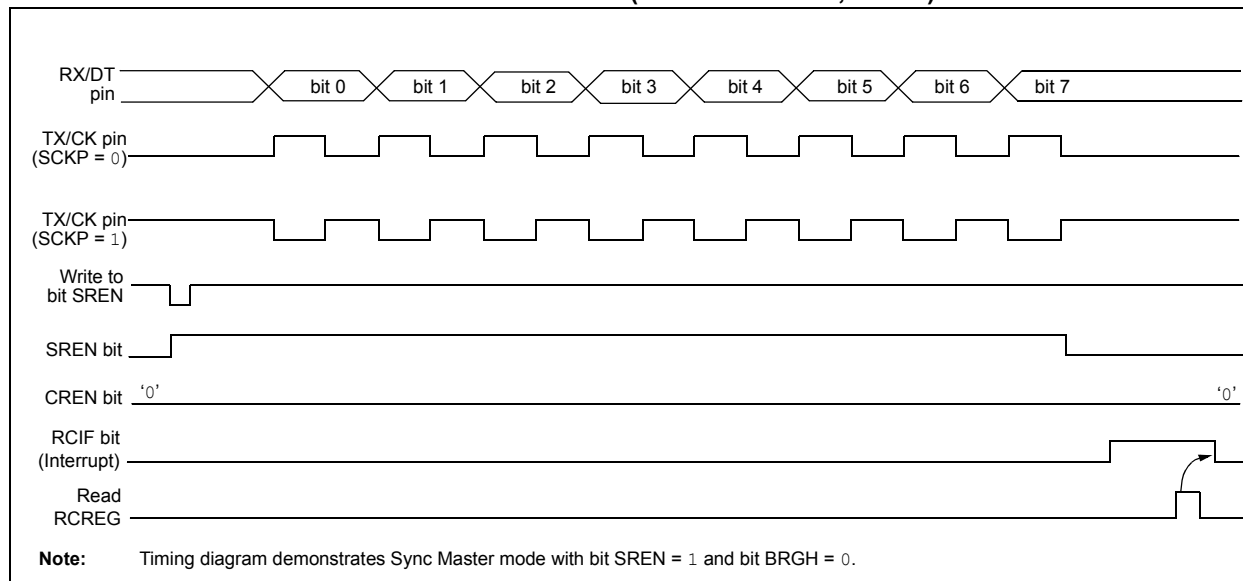 RX/DT
pin
bit 0 bit 1 bit 2 bit 3 bit 4 bit 5 bit 6 bit 7
TX/CK pin
(SCKP = 0)
TX/CK pin
(SCKP = 1)
Write to
bit SREN
SREN bit
CREN bit ‘0’ ‘0’
RCIF bit
(Interrupt)
Read
RCREG
Note: Timing diagram demonstrates Sync Master mode with bit SREN = 1 and bit BRGH = 0.